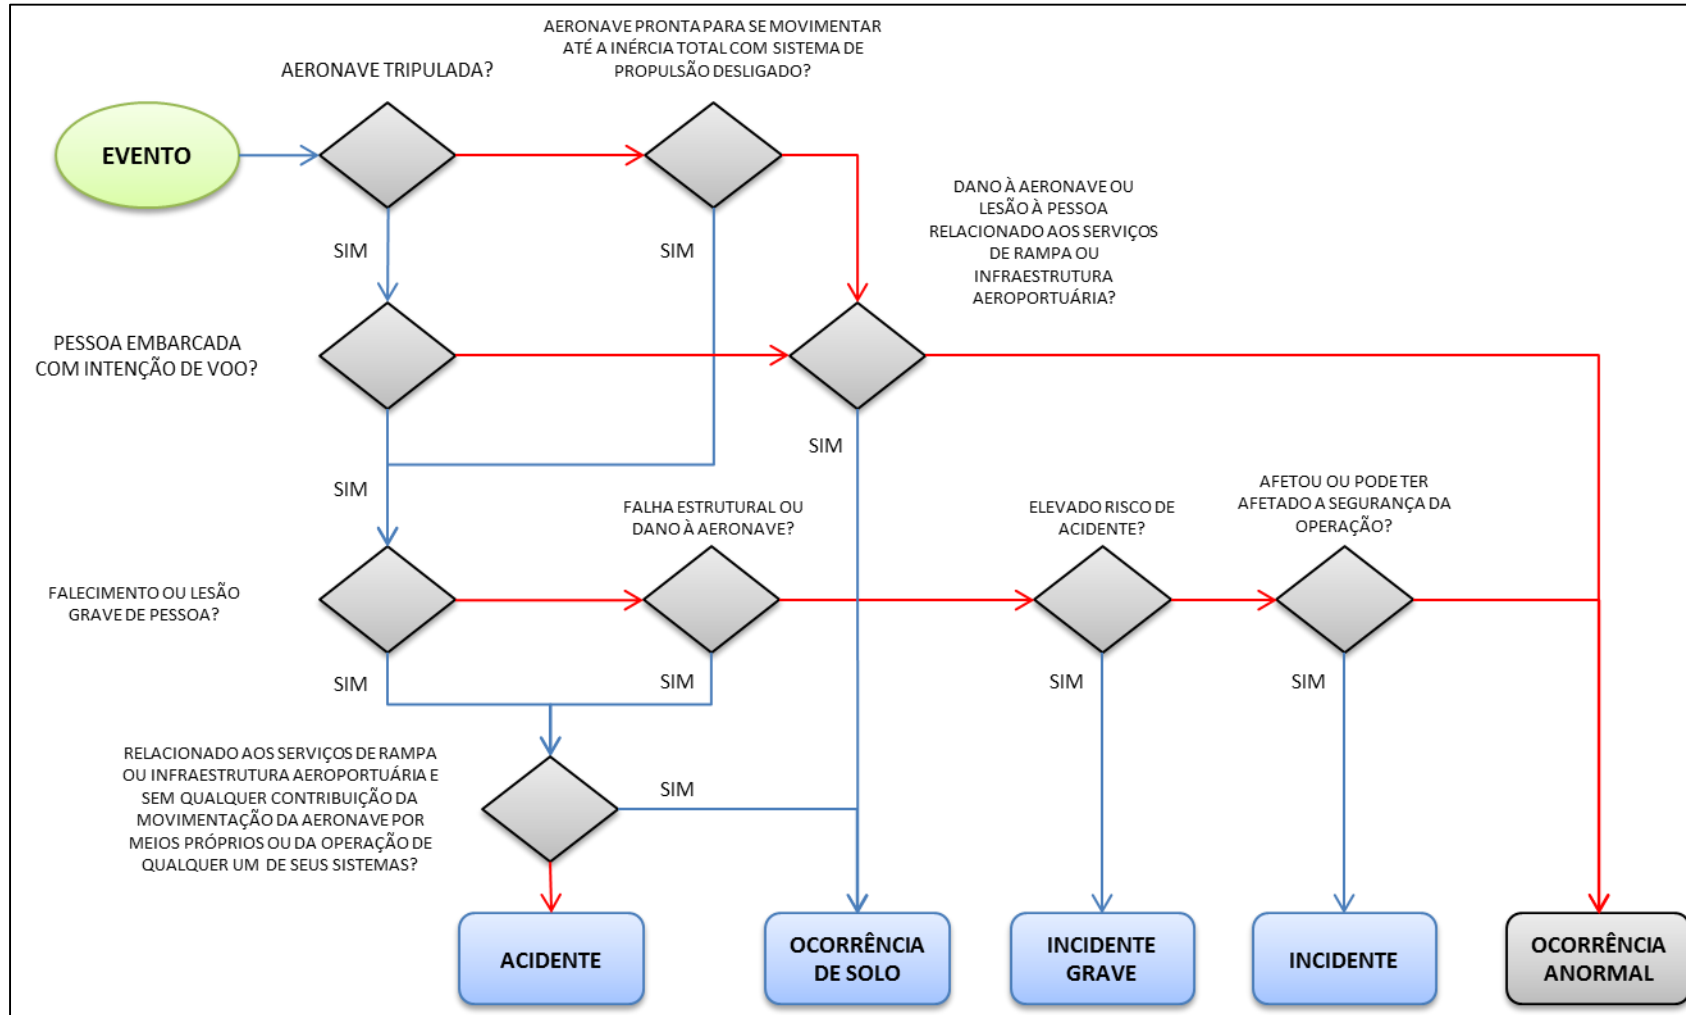 AERONAVE PRONTA PARA SE MOVIMENTAR
ATÉ A INÉRCIA TOTAL COM SISTEMA DE
PROPULSÃO DESLIGADO?
AERONAVE TRIPULADA?
EVENTO
DANO À AERONAVE OU
LESÃO À PESSOA
RELACIONADO AOS SERVIÇOS
DE RAMPA OU
INFRAESTRUTURA
AEROPORTUÁRIA?
SIM
SIM
PESSOA EMBARCADA
COM INTENÇÃO DE VOO?
SIM
SIM
FALHA ESTRUTURAL OU
DANO À AERONAVE?
ELEVADO RISCO DE
ACIDENTE?
AFETOU OU PODE TER
AFETADO A SEGURANÇA DA
OPERAÇÃO?
FALECIMENTO OU LESÃO
GRAVE DE PESSOA?
SIM
SIM
SIM
SIM
RELACIONADO AOS SERVIÇOS DE RAMPA
OU INFRAESTRUTURA AEROPORTUÁRIA E
SEM QUALQUER CONTRIBUIÇÃO DA
MOVIMENTAÇÃO DA AERONAVE POR
MEIOS PRÓPRIOS OU DA OPERAÇÃO DE
QUALQUER UM DE SEUS SISTEMAS?
SIM
ACIDENTE
OCORRÊNCIA
DE SOLO
INCIDENTE
GRAVE
INCIDENTE
OCORRÊNCIA
ANORMAL